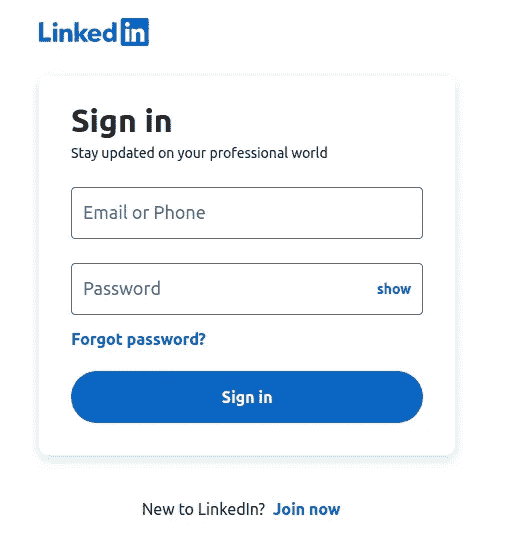 Linkedin
Sign in
Stay updated on your professional world
Email or Phone
Password show
Forgot password?
Sign in
New to LinkedIn? Join now